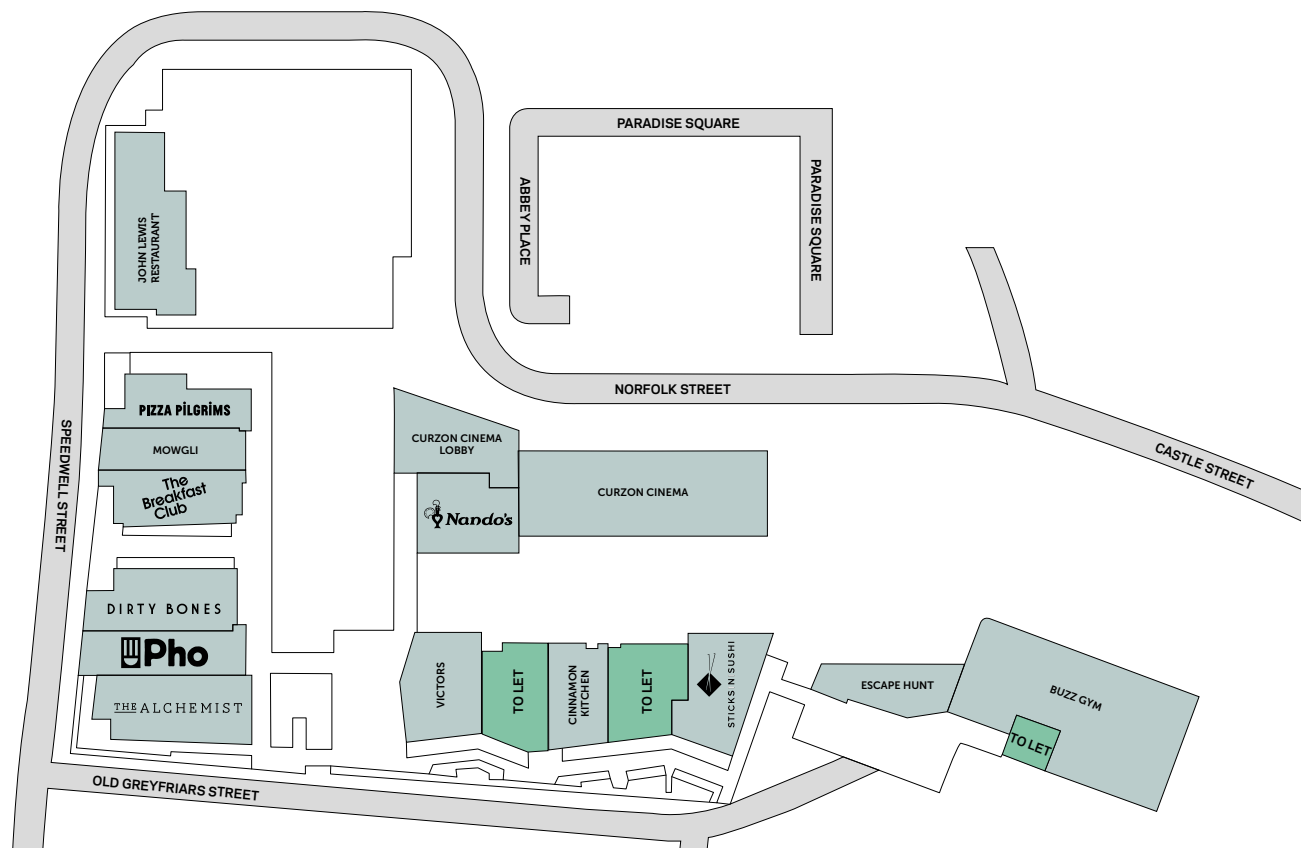 PARADISE SQUARE
ABBEY PLACE
PARADISE SQUARE
JOHN LEWIS
RESTAURANT
NORFOLK STREET
CASTLE STREET
SPEEDWELL STREET
PIZZA PiLGRiMS
MOWGLI
The
Breakfast
Club
CURZON CINEMA
LOBBY
CURZON CINEMA
Nando's
DIRTY BONES
Pho
THE ALCHEMIST
VICTORS
TO LET
CINNAMON
KITCHEN
TO LET
STICKS'N'SUSHI
ESCAPE HUNT
BUZZ GYM
TO LET
OLD GREYFRIARS STREET